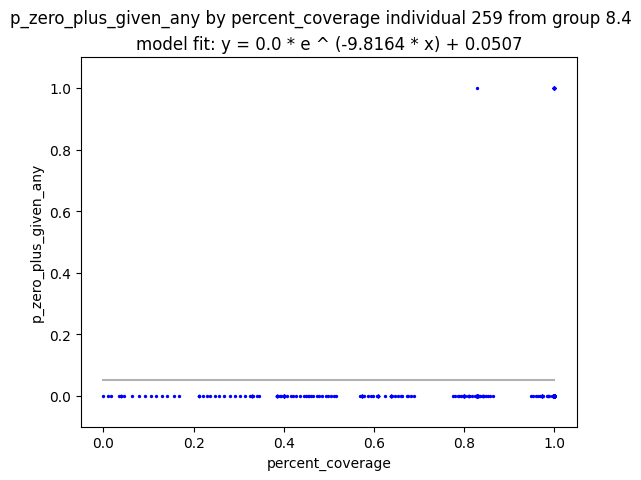 p_zero_plus_given_any by percent_coverage individual 259 from group 8.4
model fit: y = 0.0 * e ^ (-9.8164 * x) + 0.0507
1.0
0.8
0.6
0.4
0.2
0.0
p_zero_plus_given_any
0.0 0.2 0.4 0.6 0.8 1.0
percent_coverage